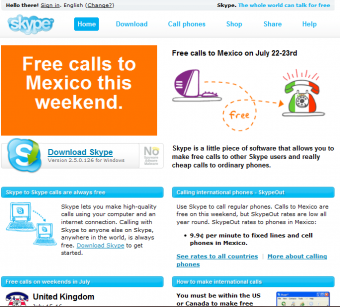 Hello there! Sign in. English (Change?)
Skype. The whole world can talk for free
skype
Home
Download
Call phones
Shop
Share
Help
Free calls to
Mexico this
weekend.
Free calls to Mexico on July 22-23rd
Free
Download Skype
Version 2.5.0.126 for Windows
No
Skype is a little piece of software that allows you to
make free calls to other Skype users and really
cheap calls to ordinary phones.
Skype to Skype calls are always free
Skype lets you make high-quality
calls using your computer and an
internet connection. Calling with
Skype to anyone else on Skype,
anywhere in the world, is always
free. Download Skype to get
started.
Calling international phones - SkypeOut
Use Skype to call regular phones. Calls to Mexico are
free on this weekend, but SkypeOut rates are low all
year round. SkypeOut rates to phones in Mexico:
• 9.9¢ per minute to fixed lines and cell
phones in Mexico.
See rates to all countries | More about calling
phones
Free calls on weekends in July
United Kingdom
How to make international calls
You must be within the US
or Canada to make free